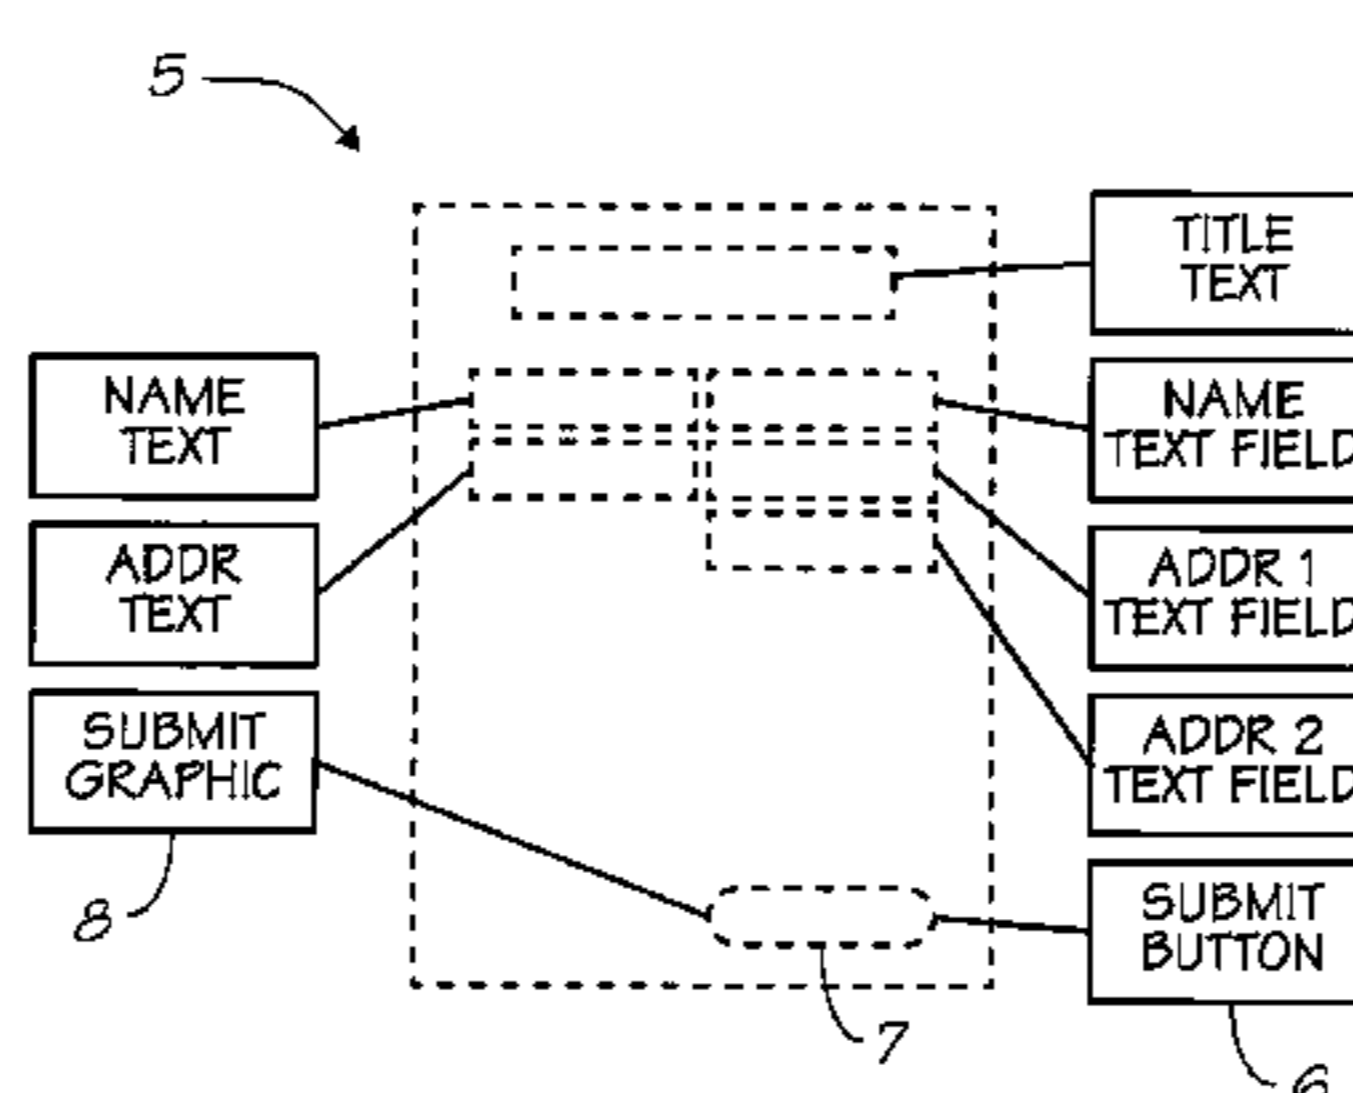 5
TITLE
TEXT
NAME
TEXT
NAME
TEXT FIELD
ADDR
TEXT
ADDR 1
TEXT FIELD
SUBMIT
GRAPHIC
ADDR 2
TEXT FIELD
8
SUBMIT
BUTTON
7
6